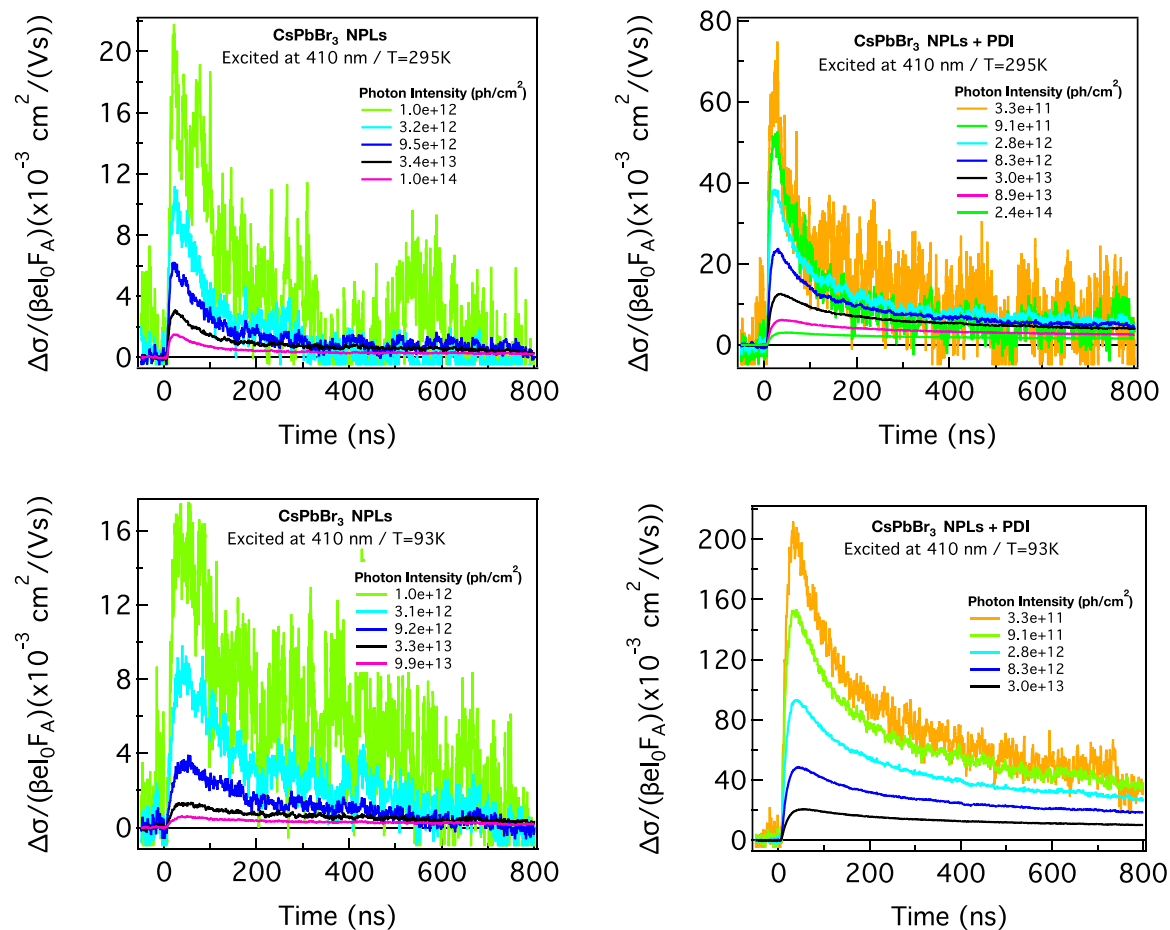 CsPbBr₃ NPLs
Excited at 410 nm / T=295K
Photon Intensity (ph/cm²)
1.0e+12
3.2e+12
9.5e+12
3.4e+13
1.0e+14
Δσ/(βeI₀F_A)(x10⁻³ cm²/(Vs))
20
16
12
8
4
0
0
200
400
600
800
Time (ns)
CsPbBr₃ NPLs + PDI
Excited at 410 nm / T=295K
Photon Intensity (ph/cm²)
3.3e+11
9.1e+11
2.8e+12
8.3e+12
3.0e+13
8.9e+13
2.4e+14
Δσ/(βeI₀F_A)(x10⁻³ cm²/(Vs))
80
60
40
20
0
0
200
400
600
800
Time (ns)
CsPbBr₃ NPLs
Excited at 410 nm / T=93K
Photon Intensity (ph/cm²)
1.0e+12
3.1e+12
9.2e+12
3.3e+13
9.9e+13
Δσ/(βeI₀F_A)(x10⁻³ cm²/(Vs))
16
12
8
4
0
0
200
400
600
800
Time (ns)
CsPbBr₃ NPLs + PDI
Excited at 410 nm / T=93K
Photon Intensity (ph/cm²)
3.3e+11
9.1e+11
2.8e+12
8.3e+12
3.0e+13
Δσ/(βeI₀F_A)(x10⁻³ cm²/(Vs))
200
160
120
80
40
0
0
200
400
600
800
Time (ns)